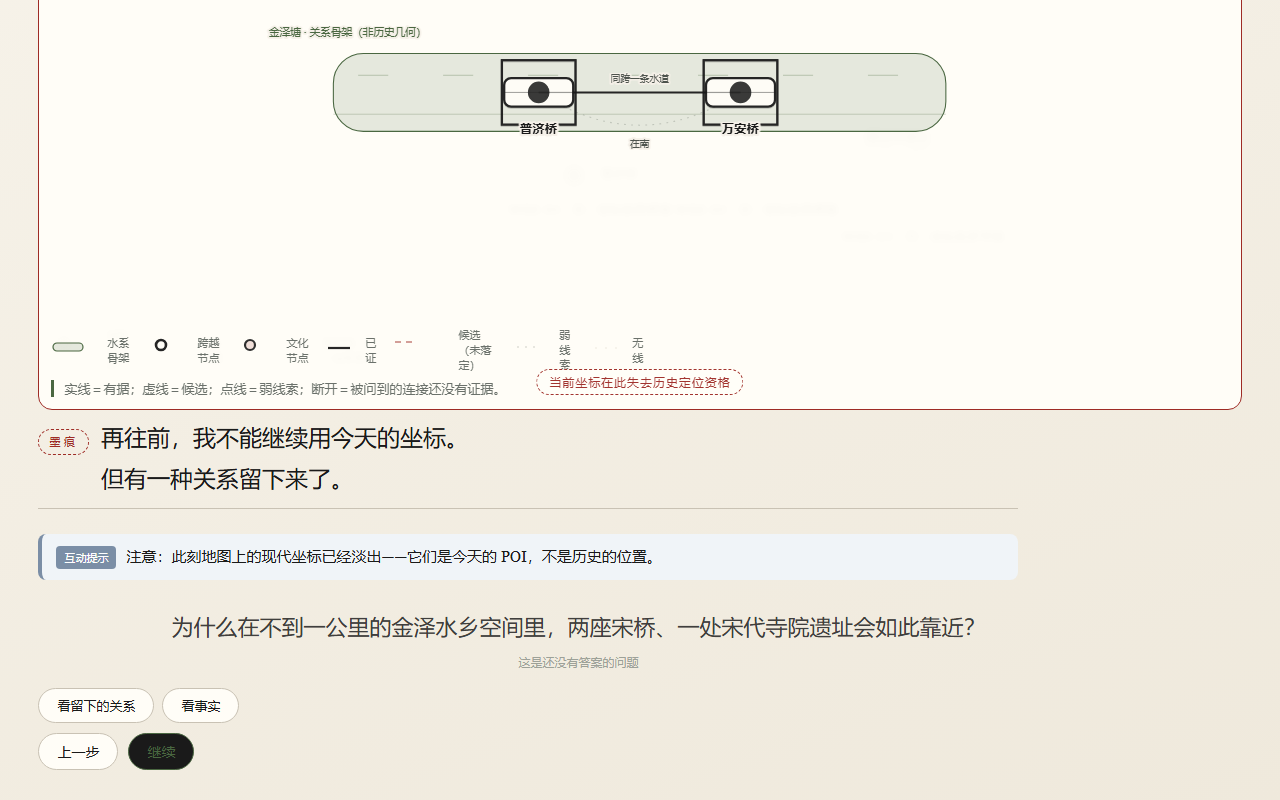 金泽塘 · 关系骨架（非历史几何）
同跨一条水道
普济桥
万安桥
在南
水系
骨架
跨越
节点
文化
节点
已
证
候选
（未落
定）
弱
线
索
无
线
实线＝有据；虚线＝候选；点线＝弱线索；断开＝被问到的连接还没有证据。
当前坐标在此失去历史定位资格
再往前，我不能继续用今天的坐标。
但有一种关系留下来了。
互动提示
注意：此刻地图上的现代坐标已经淡出——它们是今天的 POI，不是历史的位置。
为什么在不到一公里的金泽水乡空间里，两座宋桥、一处宋代寺院遗址会如此靠近？
这是还没有答案的问题
看留下的关系
看事实
上一步
继续